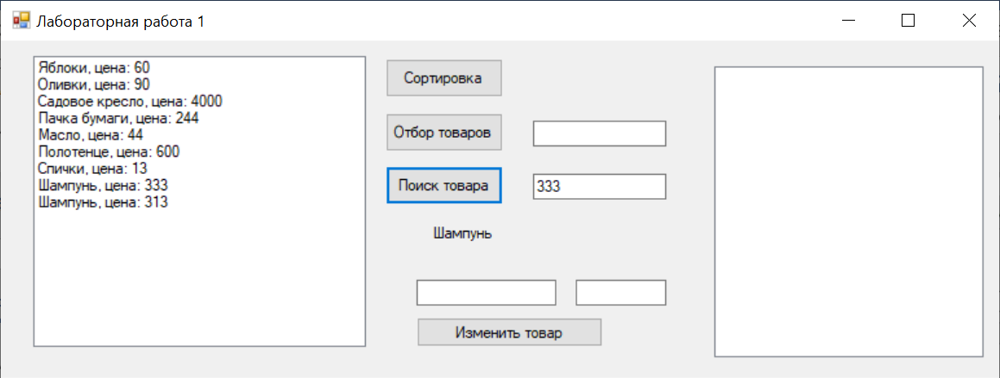 Лабораторная работа 1
Яблоки, цена: 60
Оливки, цена: 90
Садовое кресло, цена: 4000
Пачка бумаги, цена: 244
Масло, цена: 44
Полотенце, цена: 600
Спички, цена: 13
Шампунь, цена: 333
Шампунь, цена: 313
Сортировка
Отбор товаров
Поиск товара
333
Шампунь
Изменить товар